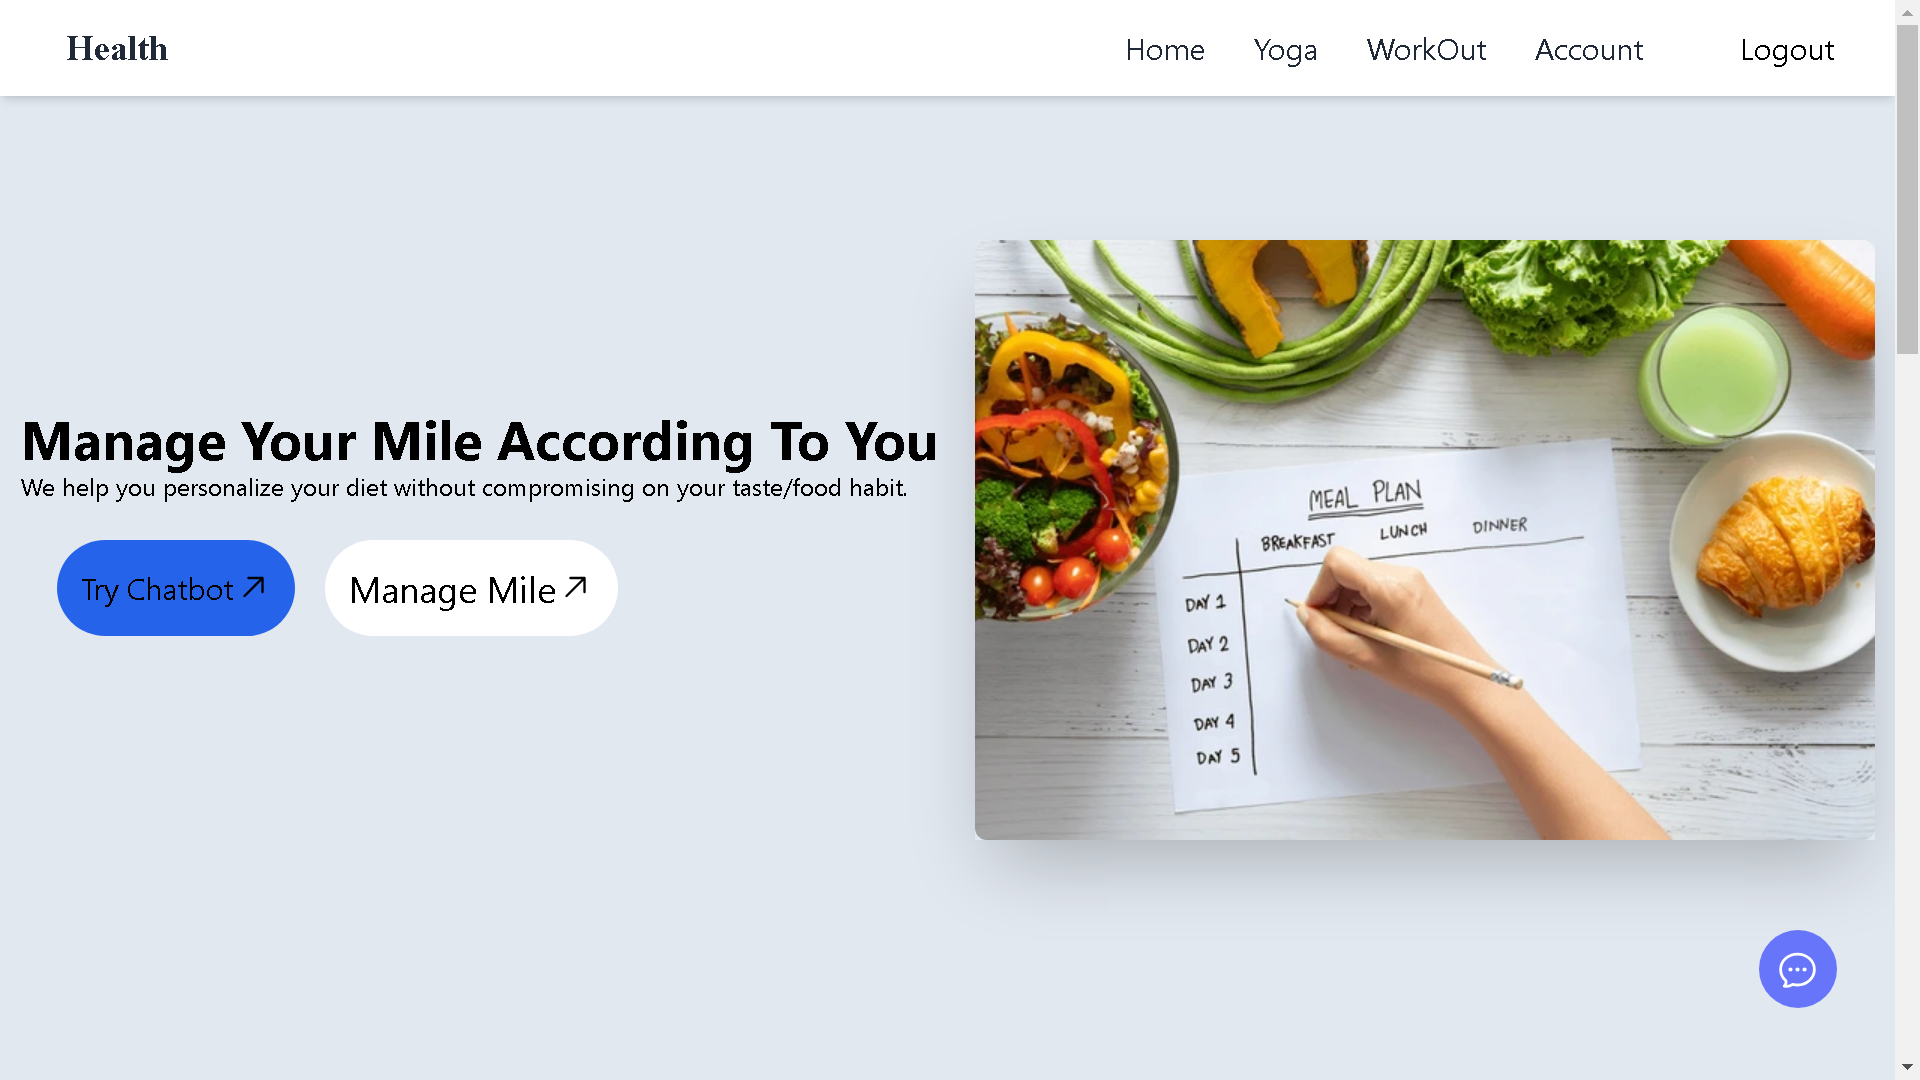 Health
Home Yoga WorkOut Account Logout
Manage Your Mile According To You
We help you personalize your diet without compromising on your taste/food habit.
Try Chatbot Manage Mile
MEAL PLAN
BREAKFAST LUNCH DINNER
DAY 1
DAY 2
DAY 3
DAY 4
DAY 5